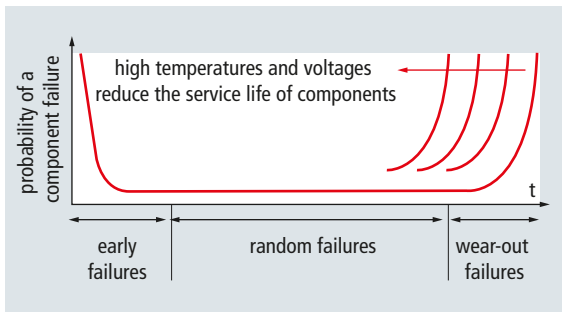 probability of a
component failure
high temperatures and voltages
reduce the service life of components
t
early
failures
random failures
wear-out
failures